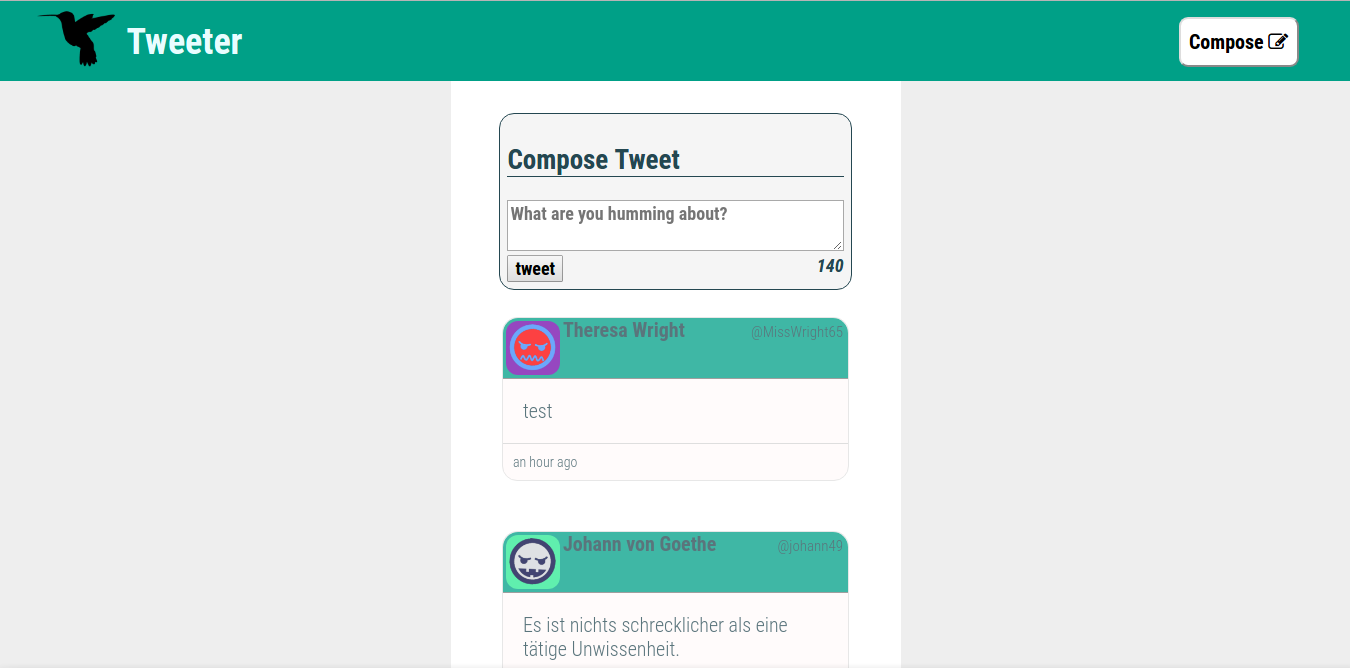 Tweeter
Compose
Compose Tweet
What are you humming about?
tweet
140
Theresa Wright
@MissWright65
test
an hour ago
Johann von Goethe
@johann49
Es ist nichts schrecklicher als eine
tätige Unwissenheit.